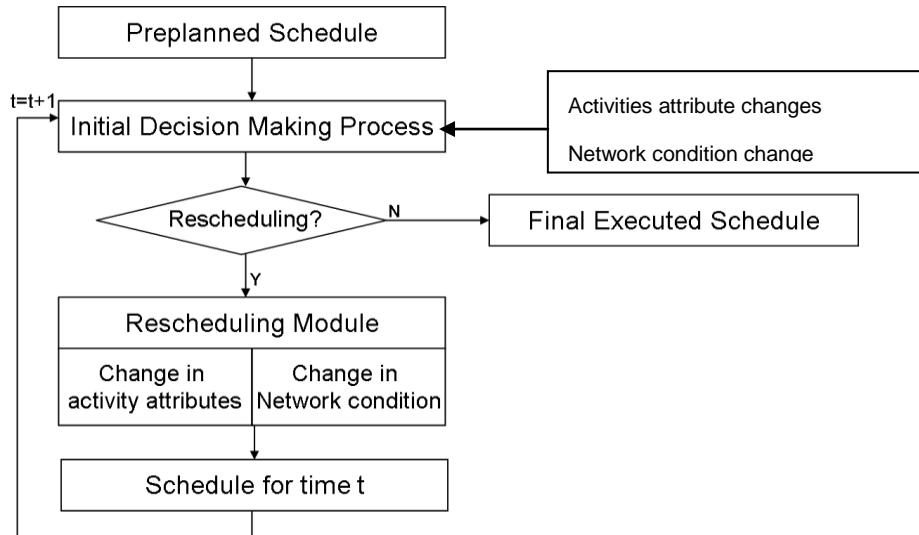 Preplanned Schedule
t=t+1
Initial Decision Making Process
Activities attribute changes
Network condition change
Rescheduling?
N
Final Executed Schedule
Y
Rescheduling Module
Change in
activity attributes
Change in
Network condition
Schedule for time t